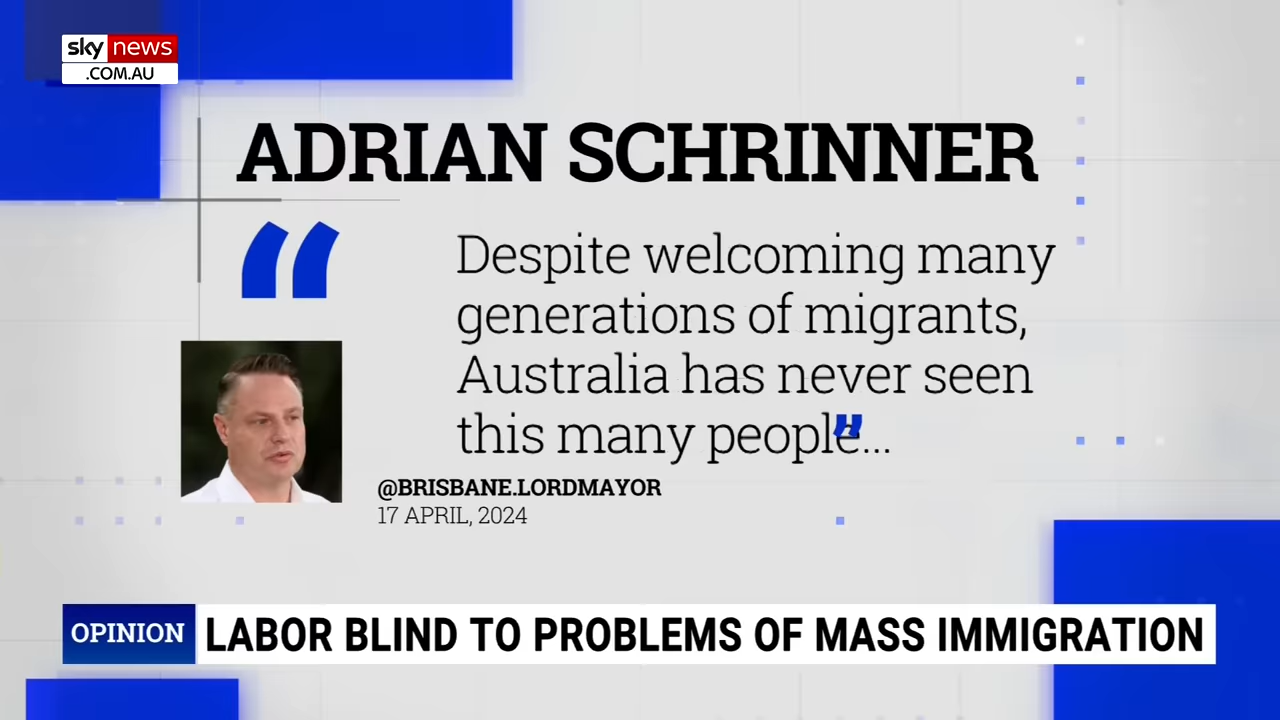 sky news
.COM.AU
ADRIAN SCHRINNER
“
Despite welcoming many
generations of migrants,
Australia has never seen
this many people...
”
@BRISBANE.LORDMAYOR
17 APRIL, 2024
OPINION LABOR BLIND TO PROBLEMS OF MASS IMMIGRATION